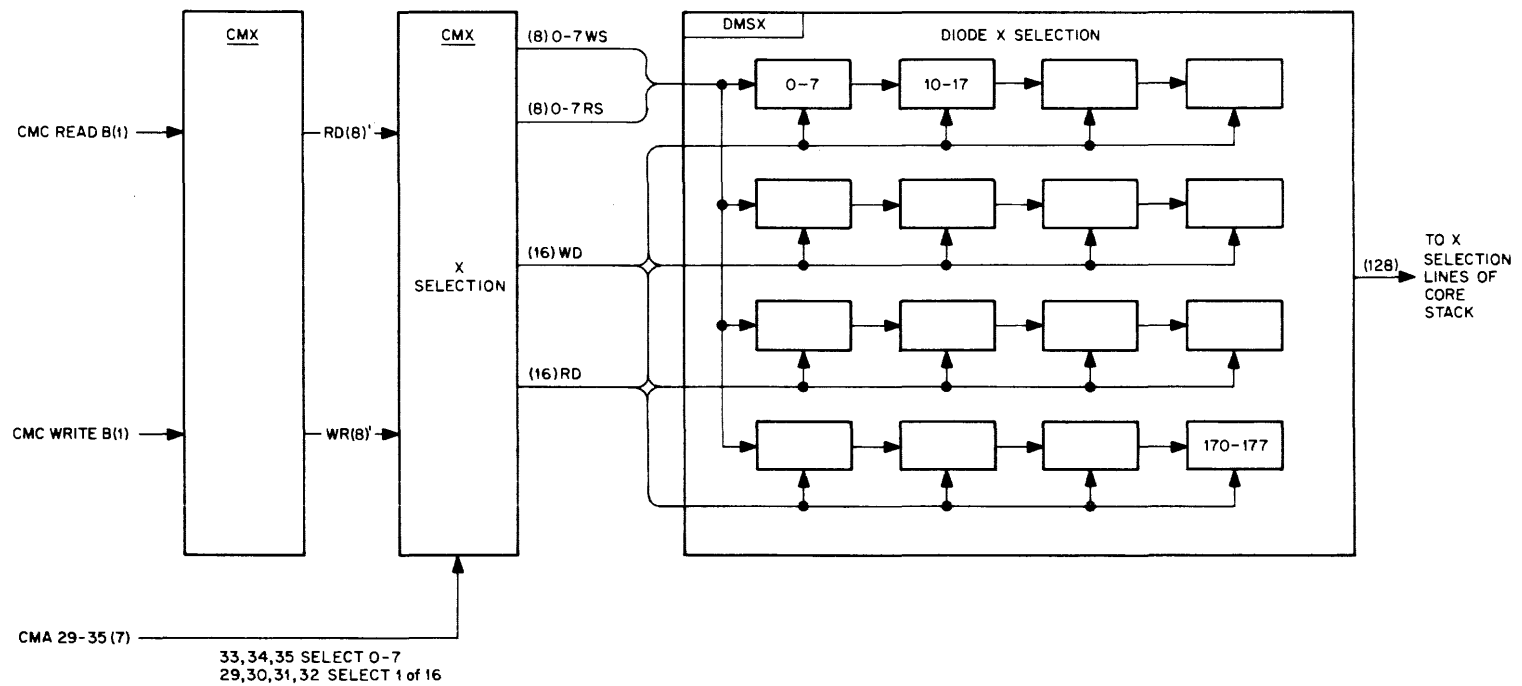 CMX
CMX
DMSX
DIODE X SELECTION
(8) 0-7 WS
(8) 0-7 RS
0-7
10-17
CMC READ B(1)
RD(8)'
(16) WD
X
SELECTION
(128)
TO X
SELECTION
LINES OF
CORE
STACK
(16) RD
CMC WRITE B(1)
WR(8)'
170-177
CMA 29-35 (7)
33,34,35 SELECT 0-7
29,30,31,32 SELECT 1 of 16